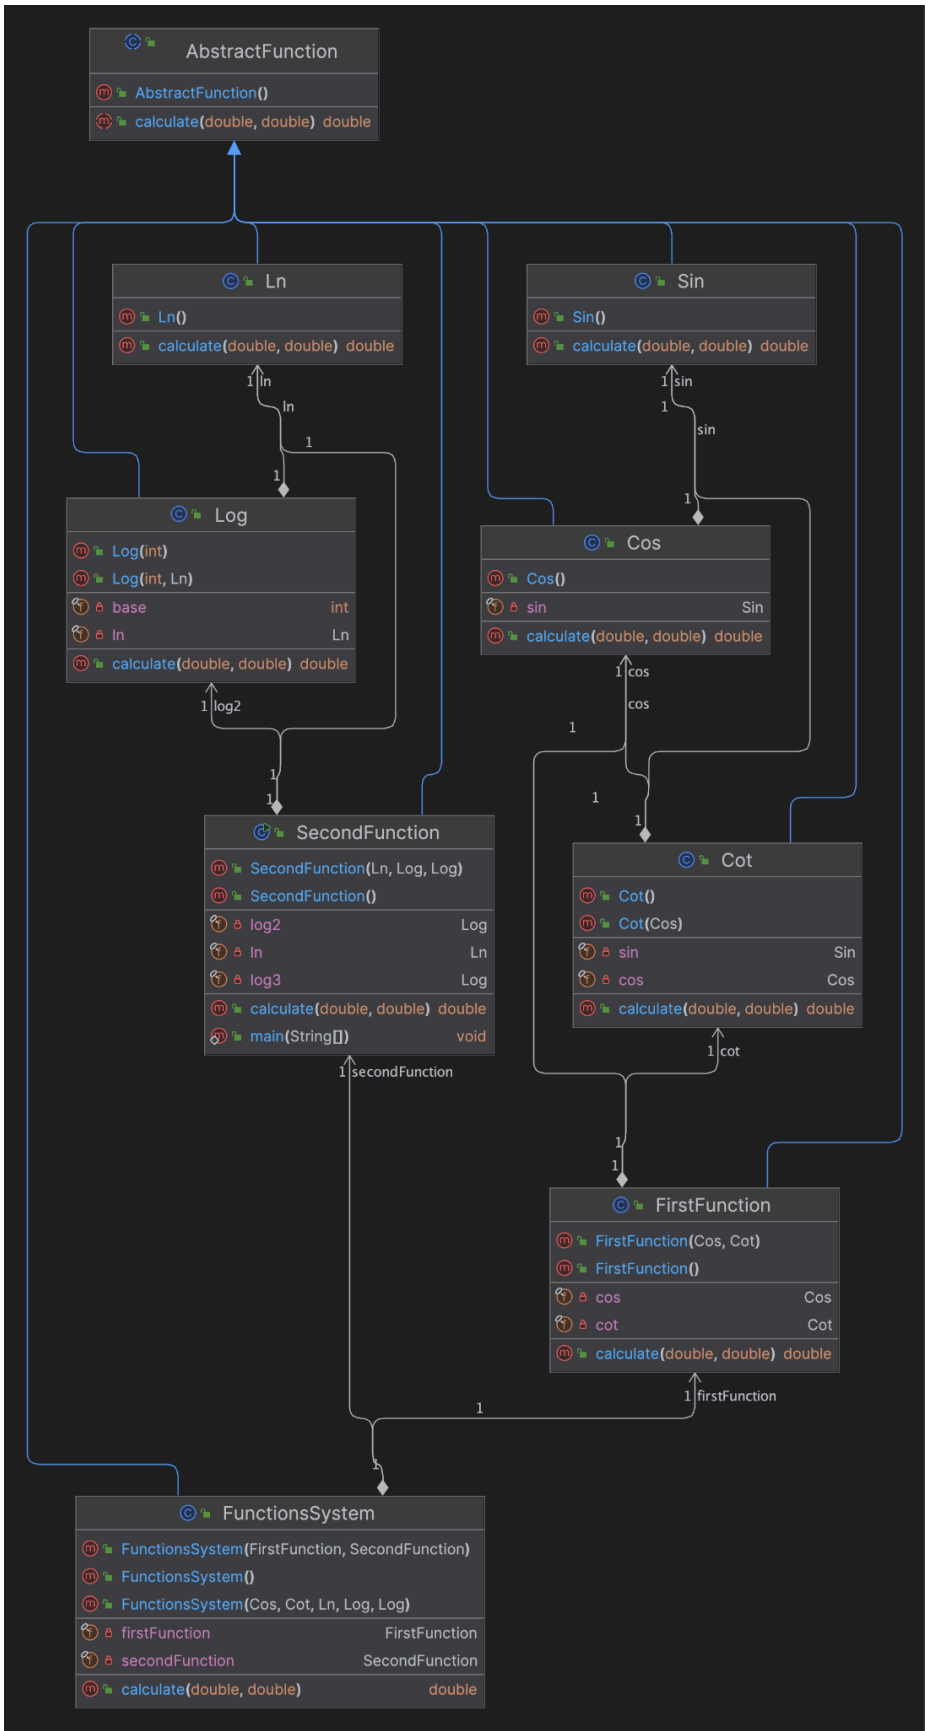 AbstractFunction
AbstractFunction()
calculate(double, double) double
Ln
Ln()
calculate(double, double) double
Sin
Sin()
calculate(double, double) double
1 ln
ln
1
1
1 sin
1
sin
1
Log
Log(int)
Log(int, Ln)
base int
ln Ln
calculate(double, double) double
Cos
Cos()
sin Sin
calculate(double, double) double
1 log2
1
1
1 cos
cos
1
1
1
SecondFunction
SecondFunction(Ln, Log, Log)
SecondFunction()
log2 Log
ln Ln
log3 Log
calculate(double, double) double
main(String[]) void
Cot
Cot()
Cot(Cos)
sin Sin
cos Cos
calculate(double, double) double
1 secondFunction
1 cot
1
1
FirstFunction
FirstFunction(Cos, Cot)
FirstFunction()
cos Cos
cot Cot
calculate(double, double) double
1 firstFunction
1
1
FunctionsSystem
FunctionsSystem(FirstFunction, SecondFunction)
FunctionsSystem()
FunctionsSystem(Cos, Cot, Ln, Log, Log)
firstFunction FirstFunction
secondFunction SecondFunction
calculate(double, double) double